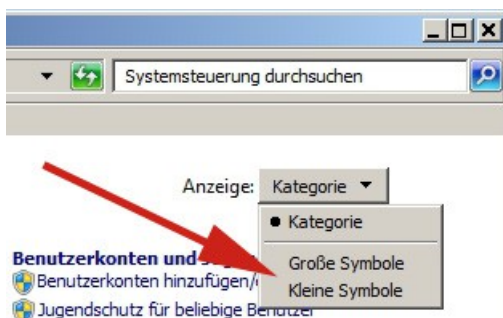 Systemsteuerung durchsuchen
Anzeige: Kategorie
Kategorie
Große Symbole
Kleine Symbole
Benutzerkonten und
Benutzerkonten hinzufügen/
Jugendschutz für beliebige Benutzer